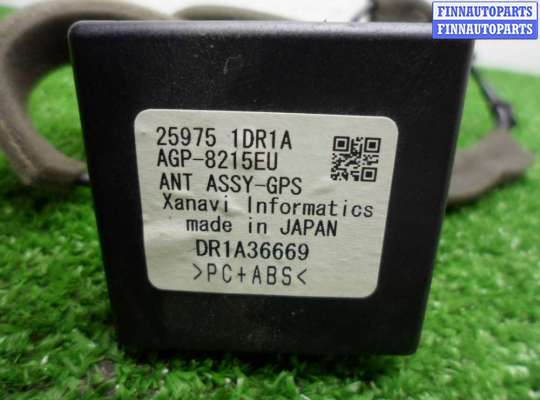 FINNAUTOPARTS
FINNAUTOPARTS
25975 1DR1A
AGP-8215EU
ANT ASSY-GPS
Xanavi Informatics
made in JAPAN
DR1A36669
>PC+ABS<